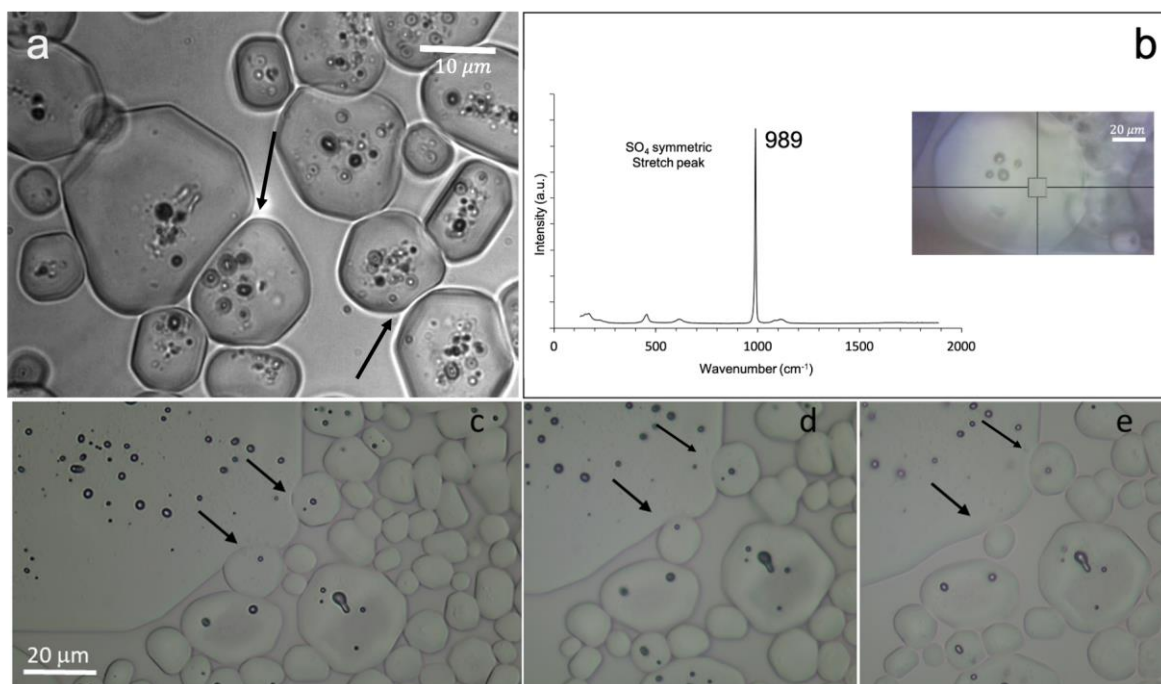 a
10 μm
b
SO₄ symmetric
Stretch peak
989
20 μm
Intensity (a.u.)
0
500
1000
1500
2000
Wavenumber (cm⁻¹)
c
d
e
20 μm